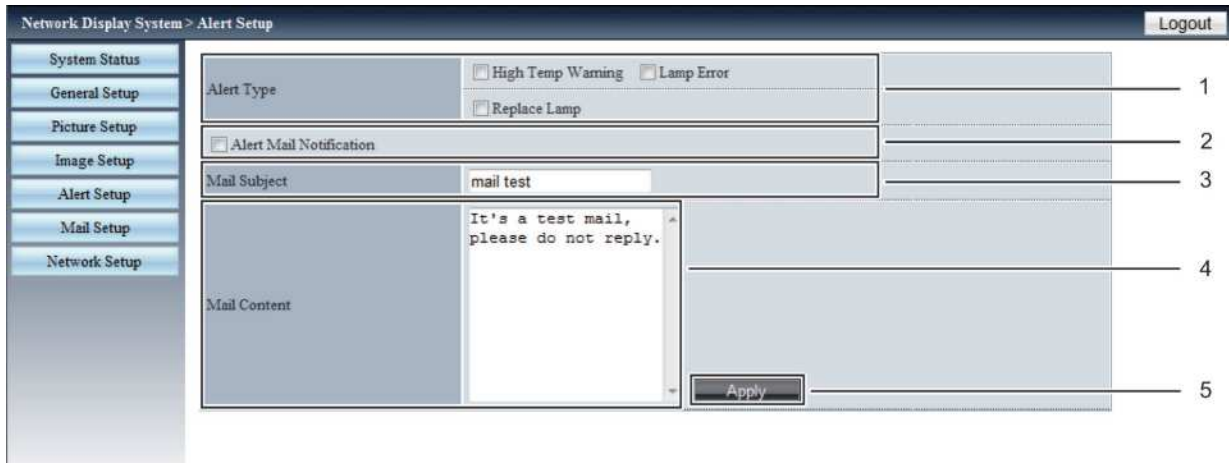 Network Display System > Alert Setup
Logout
System Status
General Setup
Picture Setup
Image Setup
Alert Setup
Mail Setup
Network Setup
Alert Type
High Temp Warning Lamp Error
Replace Lamp
1
Alert Mail Notification
2
Mail Subject
mail test
3
Mail Content
It's a test mail,
please do not reply.
4
Apply
5